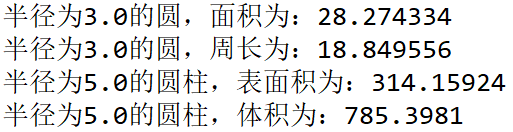 半径为3.0的圆，面积为：28.274334
半径为3.0的圆，周长为：18.849556
半径为5.0的圆柱，表面积为：314.15924
半径为5.0的圆柱，体积为：785.3981